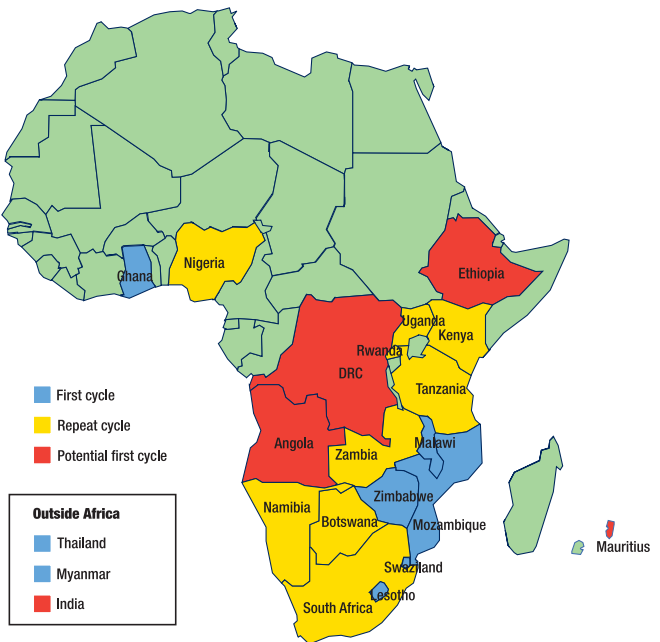 Ghana
Nigeria
Ethiopia
Uganda
Kenya
Rwanda
DRC
Tanzania
First cycle
Repeat cycle
Potential first cycle
Angola
Malawi
Zambia
Zimbabwe
Namibia
Botswana
Mozambique
Mauritius
Swaziland
Lesotho
South Africa
Outside Africa
Thailand
Myanmar
India